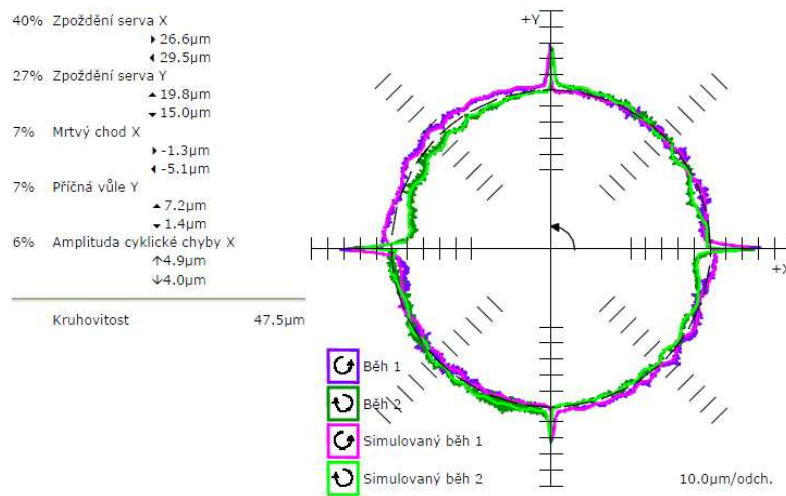 40% Zpoždění serva X
26.6µm
29.5µm
27% Zpoždění serva Y
19.8µm
15.0µm
7% Mrtvý chod X
-1.3µm
-5.1µm
7% Příčná vůle Y
7.2µm
1.4µm
6% Amplituda cyklické chyby X
↑4.9µm
↓4.0µm
Kruhovitost 47.5µm
+Y
+X
Běh 1
Běh 2
Simulovaný běh 1
Simulovaný běh 2
10.0µm/odch.